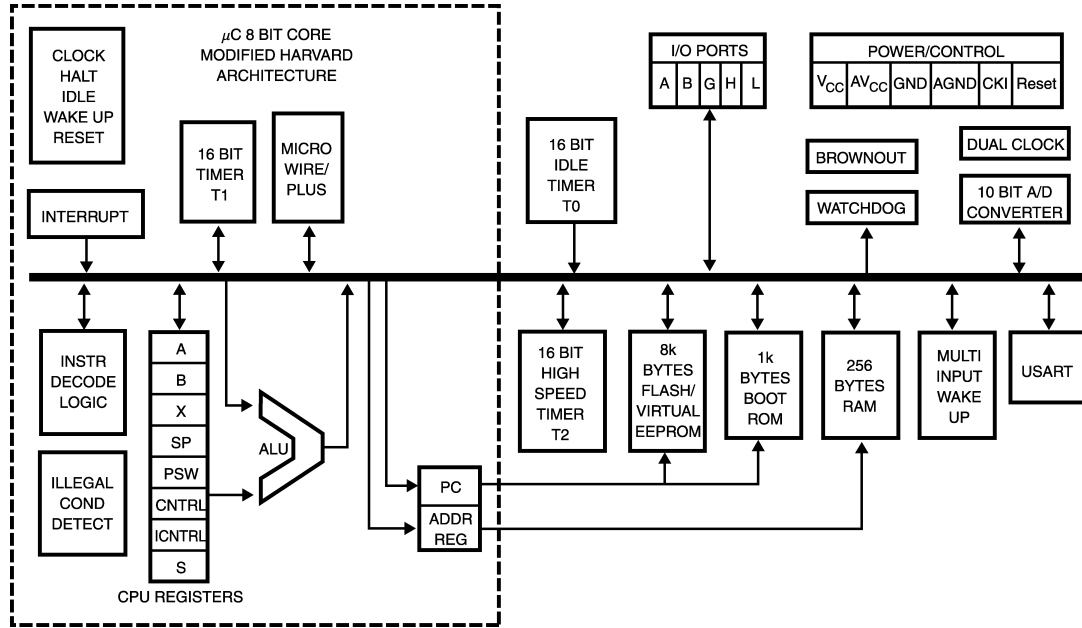 CLOCK
HALT
IDLE
WAKE UP
RESET
μC 8 BIT CORE
MODIFIED HARVARD
ARCHITECTURE
16 BIT
TIMER
T1
MICRO
WIRE/
PLUS
INTERRUPT
16 BIT
IDLE
TIMER
T0
I/O PORTS
A B G H L
POWER/CONTROL
VCC AVCC GND AGND CKI Reset
BROWNOUT
DUAL CLOCK
WATCHDOG
10 BIT A/D
CONVERTER
INSTR
DECODE
LOGIC
ILLEGAL
COND
DETECT
A
B
X
SP
PSW
CNTRL
ICNTRL
S
CPU REGISTERS
ALU
PC
ADDR
REG
16 BIT
HIGH
SPEED
TIMER
T2
8k
BYTES
FLASH/
VIRTUAL
EEPROM
1k
BYTES
BOOT
ROM
256
BYTES
RAM
MULTI
INPUT
WAKE
UP
USART